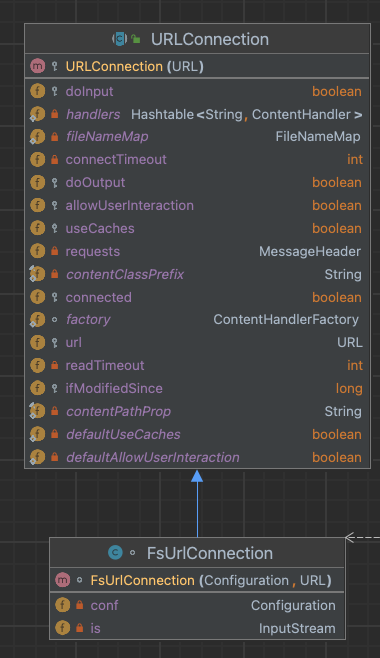 URLConnection
m URLConnection (URL)
f doInput boolean
f handlers Hashtable<String, ContentHandler>
f fileNameMap FileNameMap
f connectTimeout int
f doOutput boolean
f allowUserInteraction boolean
f useCaches boolean
f requests MessageHeader
f contentClassPrefix String
f connected boolean
f factory ContentHandlerFactory
f url URL
f readTimeout int
f ifModifiedSince long
f contentPathProp String
f defaultUseCaches boolean
f defaultAllowUserInteraction boolean
C FsUrlConnection
m FsUrlConnection (Configuration, URL)
f conf Configuration
f is InputStream